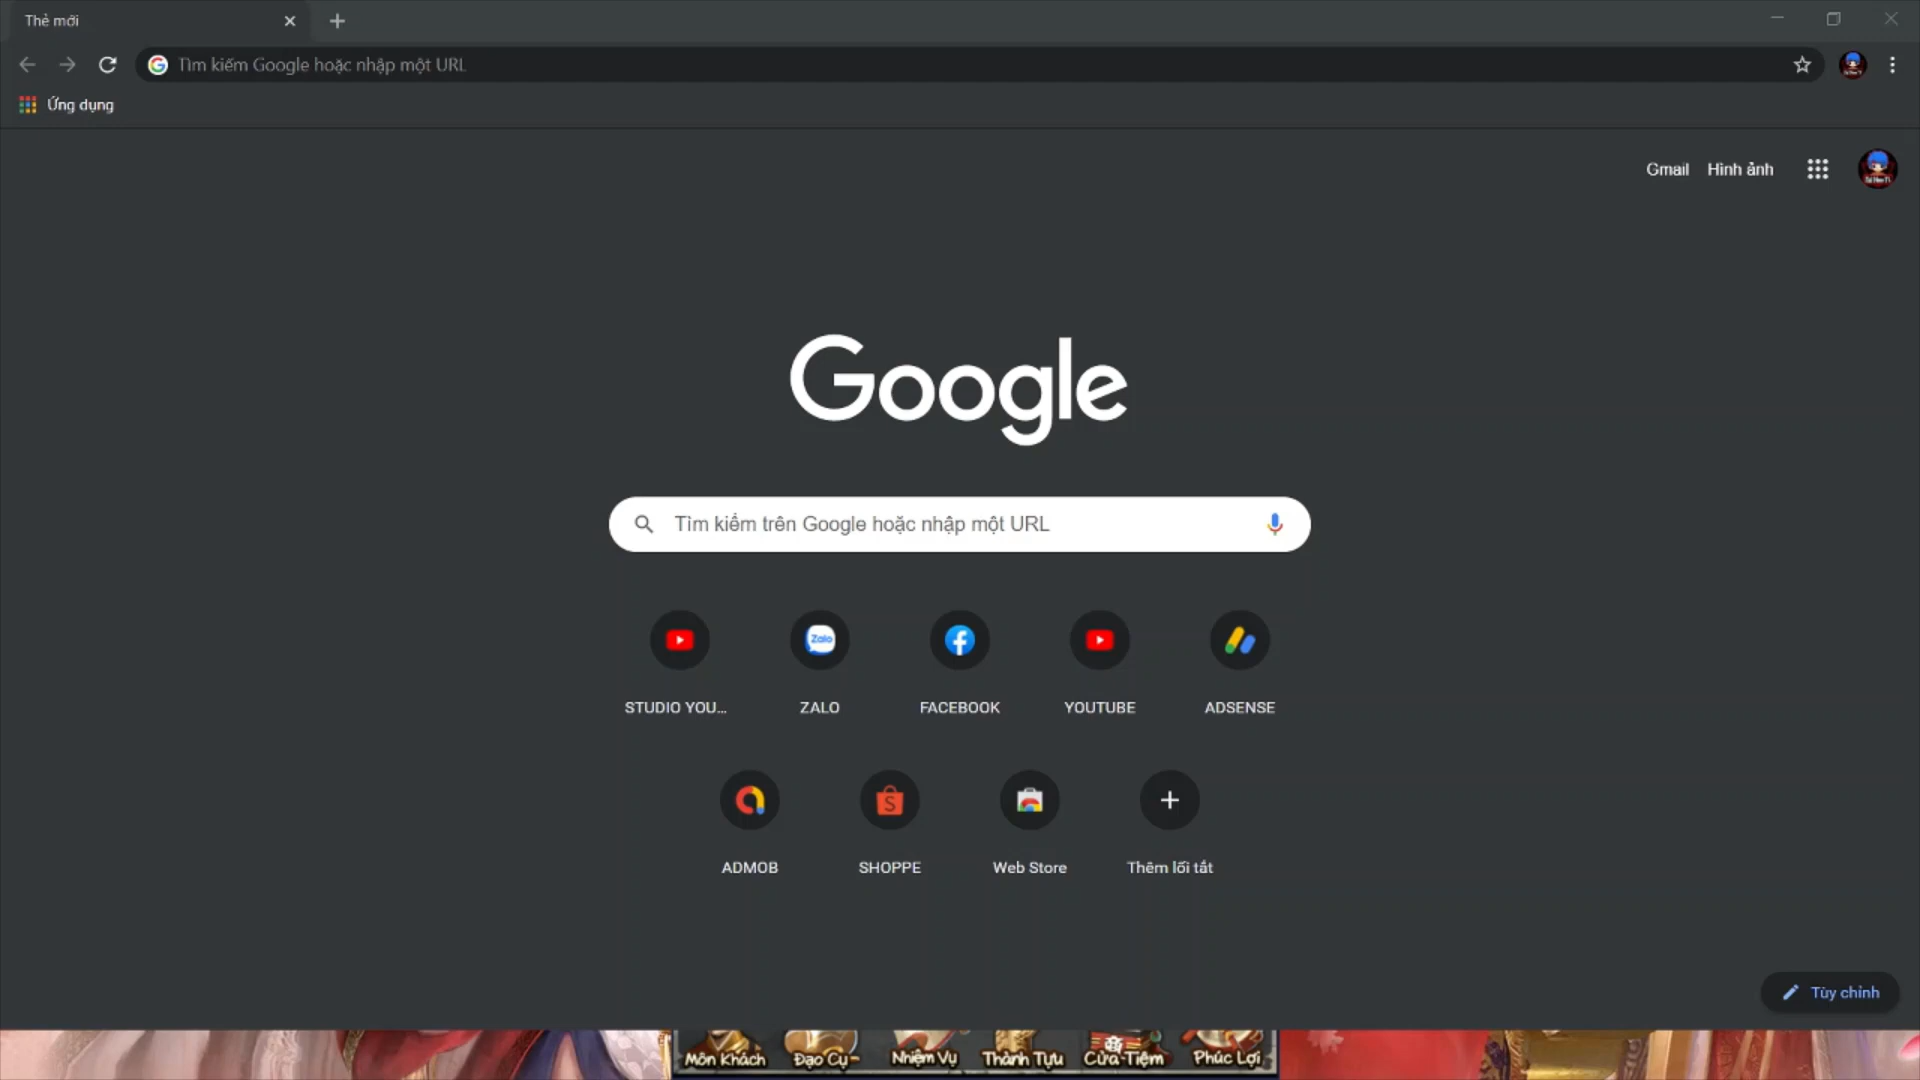 Thẻ mới
Tìm kiếm Google hoặc nhập một URL
Ứng dụng
Gmail Hình ảnh
Google
Tìm kiếm trên Google hoặc nhập một URL
Zalo
STUDIO YOU... ZALO FACEBOOK YOUTUBE ADSENSE
ADMOB SHOPPE Web Store Thêm lối tắt
Tùy chỉnh
Môn Khách Đạo Cụ Nhiệm Vụ Thành Tựu Cửa Tiệm Phúc Lợi